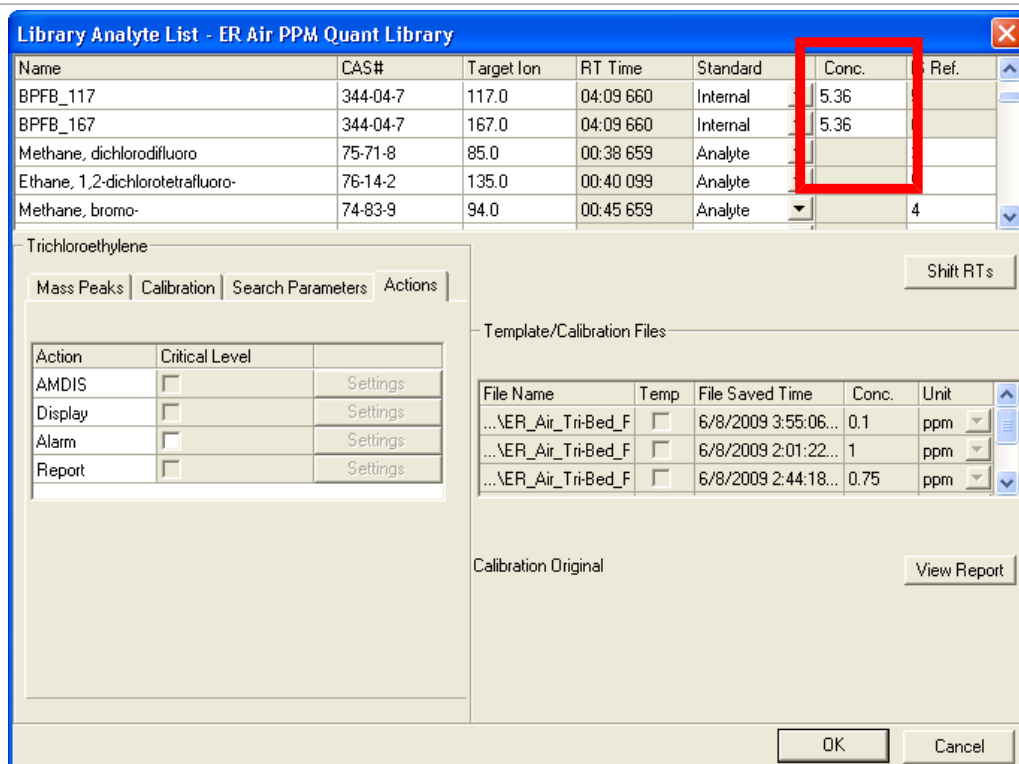 Library Analyte List - ER Air PPM Quant Library
Name CAS# Target Ion RT Time Standard Conc. Ref.
BPFB_117 344-04-7 117.0 04:09 660 Internal 5.36
BPFB_167 344-04-7 167.0 04:09 660 Internal 5.36
Methane, dichlorodifluoro 75-71-8 85.0 00:38 659 Analyte
Ethane, 1,2-dichlorotetrafluoro- 76-14-2 135.0 00:40 099 Analyte
Methane, bromo- 74-83-9 94.0 00:45 659 Analyte 4
Trichloroethylene
Shift RTs
Mass Peaks Calibration Search Parameters Actions
Template/Calibration Files
Action Critical Level
AMDIS Settings
Display Settings
Alarm Settings
Report Settings
File Name Temp File Saved Time Conc. Unit
...\ER_Air_Tri-Bed_F 6/8/2009 3:55:06... 0.1 ppm
...\ER_Air_Tri-Bed_F 6/8/2009 2:01:22... 1 ppm
...\ER_Air_Tri-Bed_F 6/8/2009 2:44:18... 0.75 ppm
Calibration Original
View Report
OK Cancel